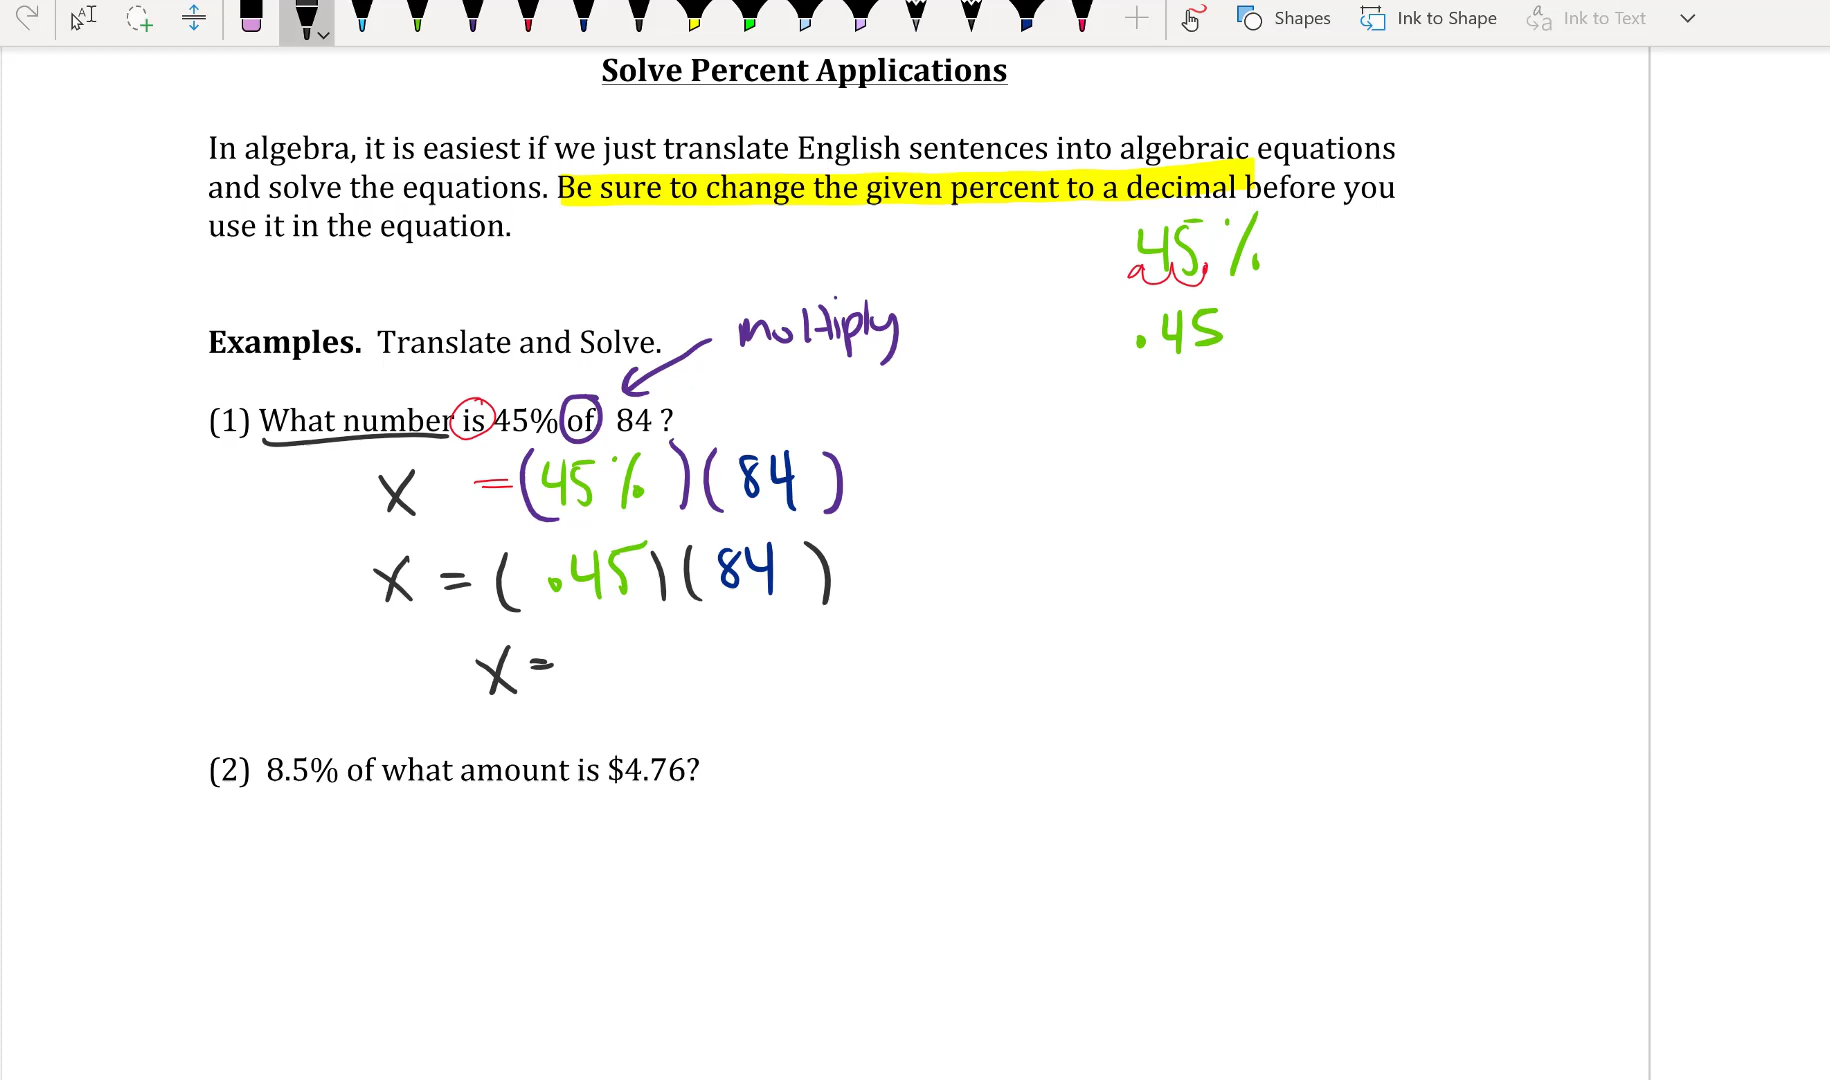 Shapes Ink to Shape Ink to Text
Solve Percent Applications
In algebra, it is easiest if we just translate English sentences into algebraic equations
and solve the equations. Be sure to change the given percent to a decimal before you
use it in the equation.
45.%
.45
multiply
Examples. Translate and Solve.
(1) What number is 45% of 84 ?
x = (45%)(84)
x = (.45)(84)
x =
(2) 8.5% of what amount is $4.76?